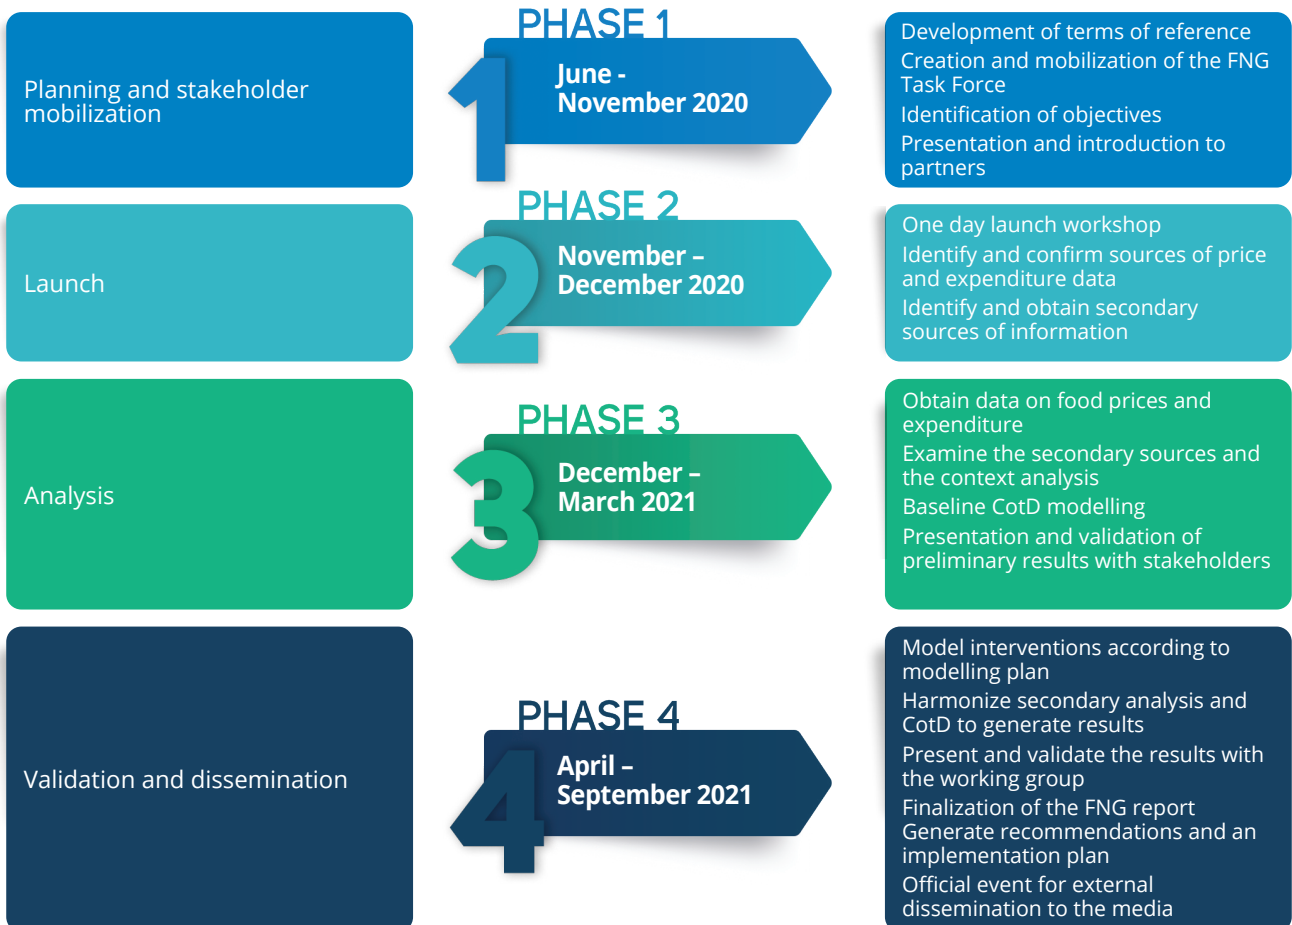 Planning and stakeholder
mobilization
PHASE 1
1
June -
November 2020
Development of terms of reference
Creation and mobilization of the FNG
Task Force
Identification of objectives
Presentation and introduction to
partners
Launch
PHASE 2
2
November –
December 2020
One day launch workshop
Identify and confirm sources of price
and expenditure data
Identify and obtain secondary
sources of information
Analysis
PHASE 3
3
December –
March 2021
Obtain data on food prices and
expenditure
Examine the secondary sources and
the context analysis
Baseline CotD modelling
Presentation and validation of
preliminary results with stakeholders
Validation and dissemination
PHASE 4
4
April –
September 2021
Model interventions according to
modelling plan
Harmonize secondary analysis and
CotD to generate results
Present and validate the results with
the working group
Finalization of the FNG report
Generate recommendations and an
implementation plan
Official event for external
dissemination to the media